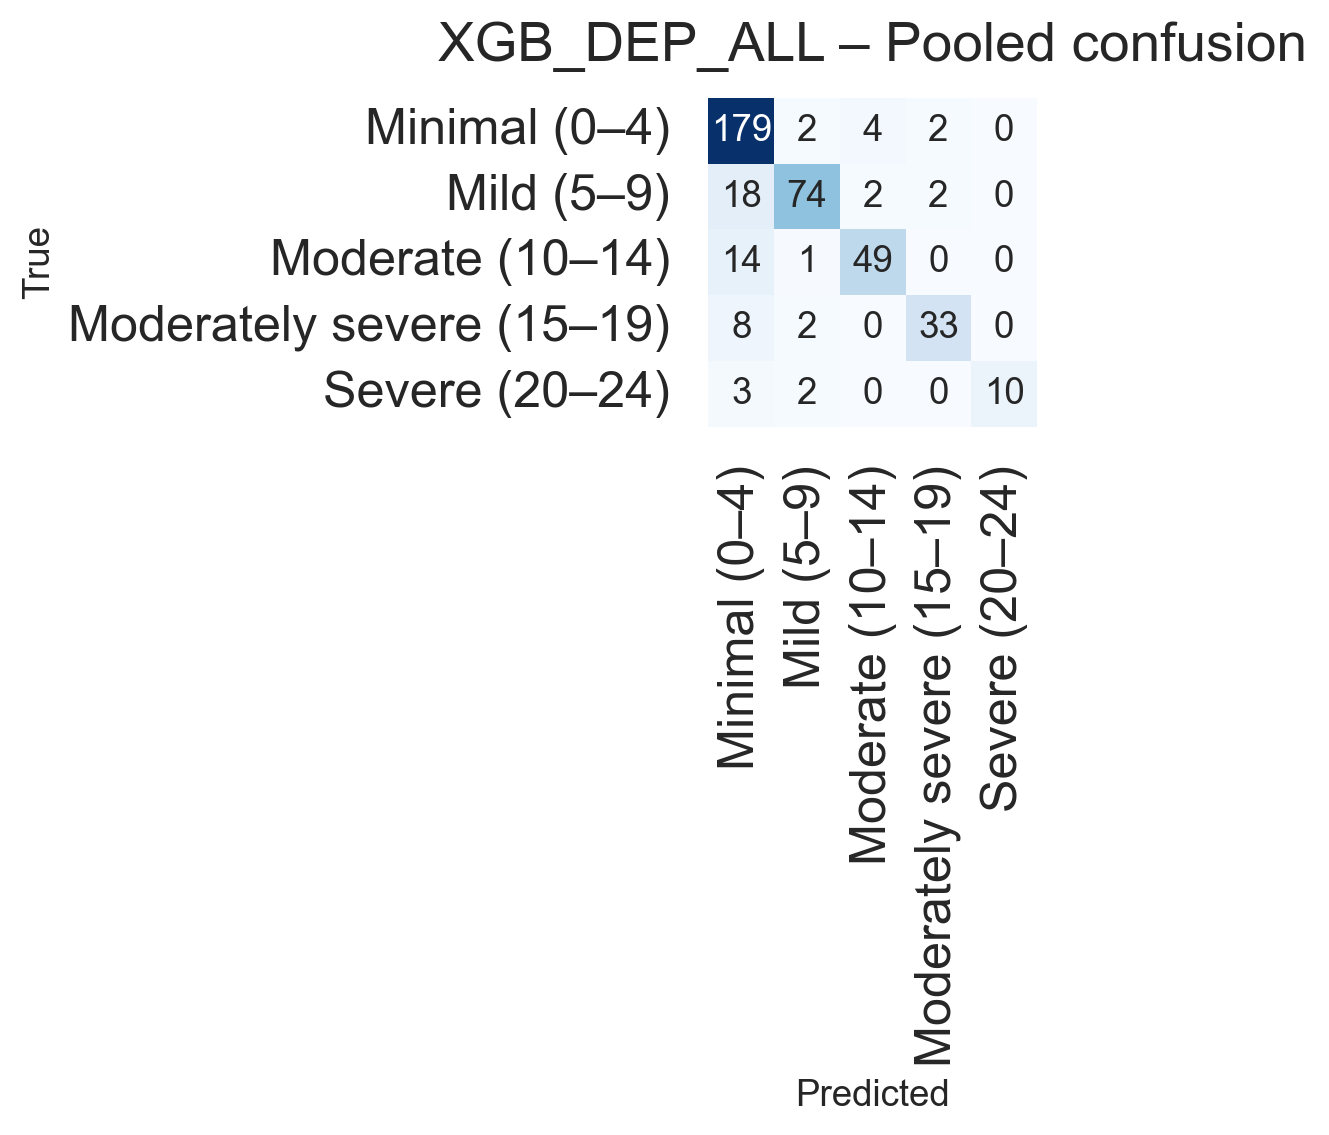 XGB_DEP_ALL – Pooled confusion
True
Minimal (0–4) 179 2 4 2 0
Mild (5–9) 18 74 2 2 0
Moderate (10–14) 14 1 49 0 0
Moderately severe (15–19) 8 2 0 33 0
Severe (20–24) 3 2 0 0 10
Minimal (0–4)
Mild (5–9)
Moderate (10–14)
Moderately severe (15–19)
Severe (20–24)
Predicted